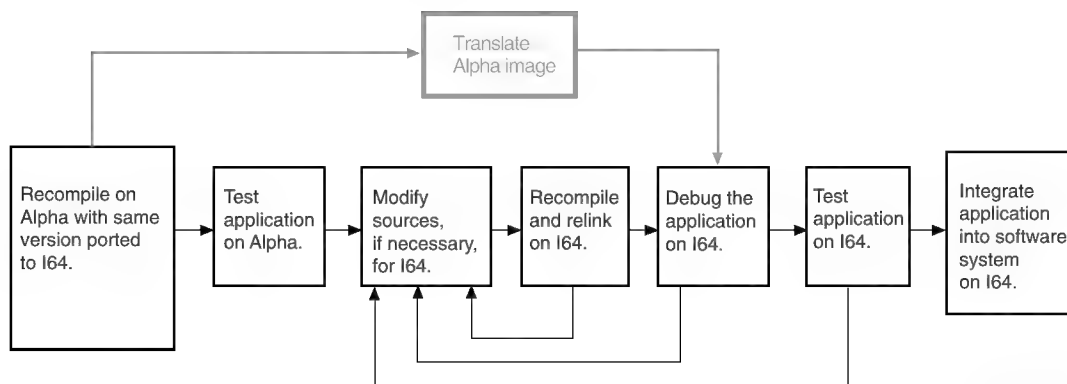 Translate
Alpha image
Recompile on
Alpha with same
version ported
to I64.
Test
application
on Alpha.
Modify
sources,
if necessary,
for I64.
Recompile
and relink
on I64.
Debug the
application
on I64.
Test
application
on I64.
Integrate
application
into software
system
on I64.